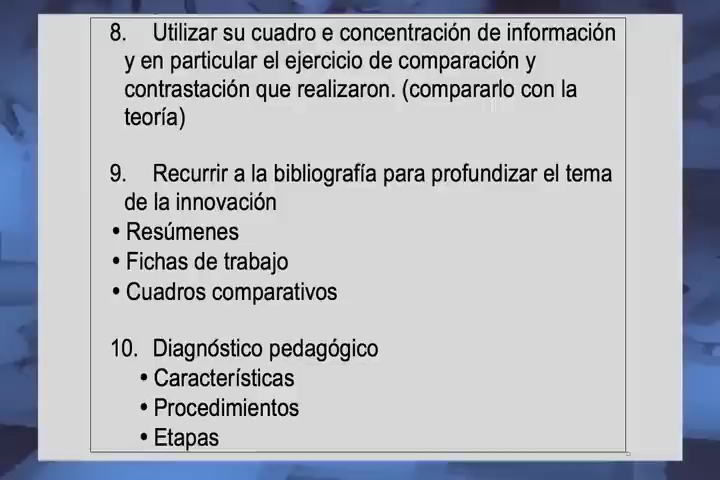 8. Utilizar su cuadro e concentración de información
y en particular el ejercicio de comparación y
contrastación que realizaron. (compararlo con la
teoría)
9. Recurrir a la bibliografía para profundizar el tema
de la innovación
• Resúmenes
• Fichas de trabajo
• Cuadros comparativos
10. Diagnóstico pedagógico
• Características
• Procedimientos
• Etapas